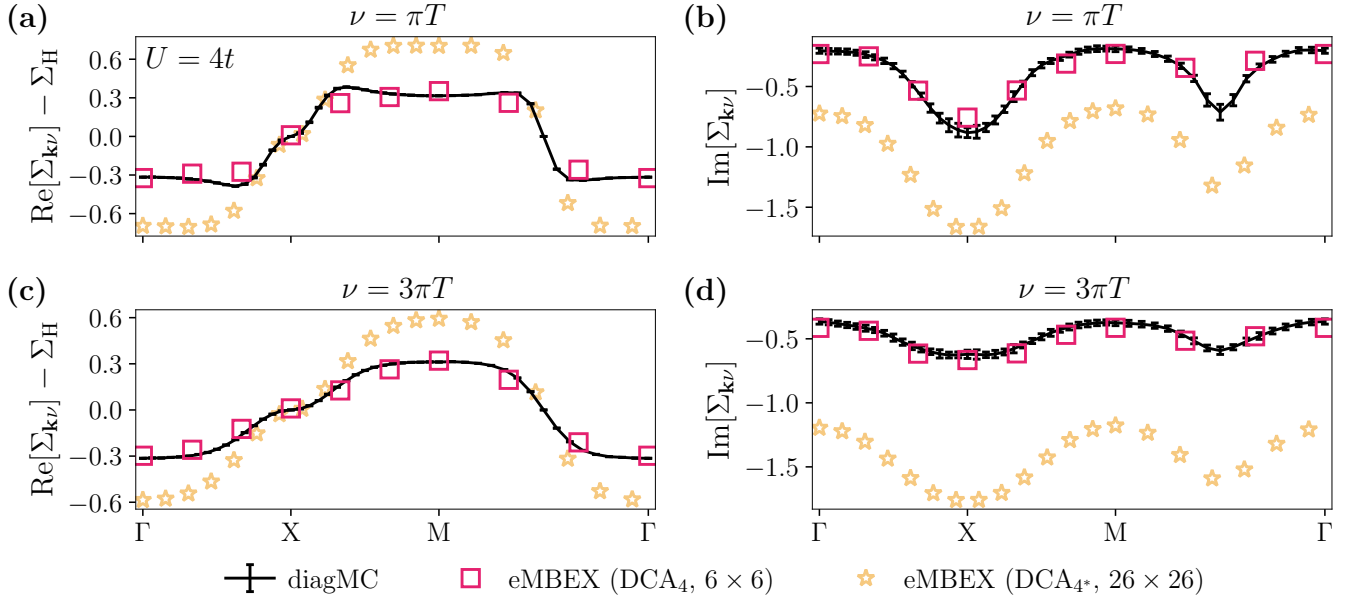 (a)
ν = πT
(b)
ν = πT
U = 4t
Re[Σ_{kν}] − Σ_H
0.6
0.3
0.0
−0.3
−0.6
Im[Σ_{kν}]
−0.5
−1.0
−1.5
(c)
ν = 3πT
(d)
ν = 3πT
Re[Σ_{kν}] − Σ_H
0.6
0.3
0.0
−0.3
−0.6
Γ X M Γ
Im[Σ_{kν}]
−0.5
−1.0
−1.5
Γ X M Γ
diagMC eMBEX (DCA₄, 6 × 6) eMBEX (DCA_{4*}, 26 × 26)